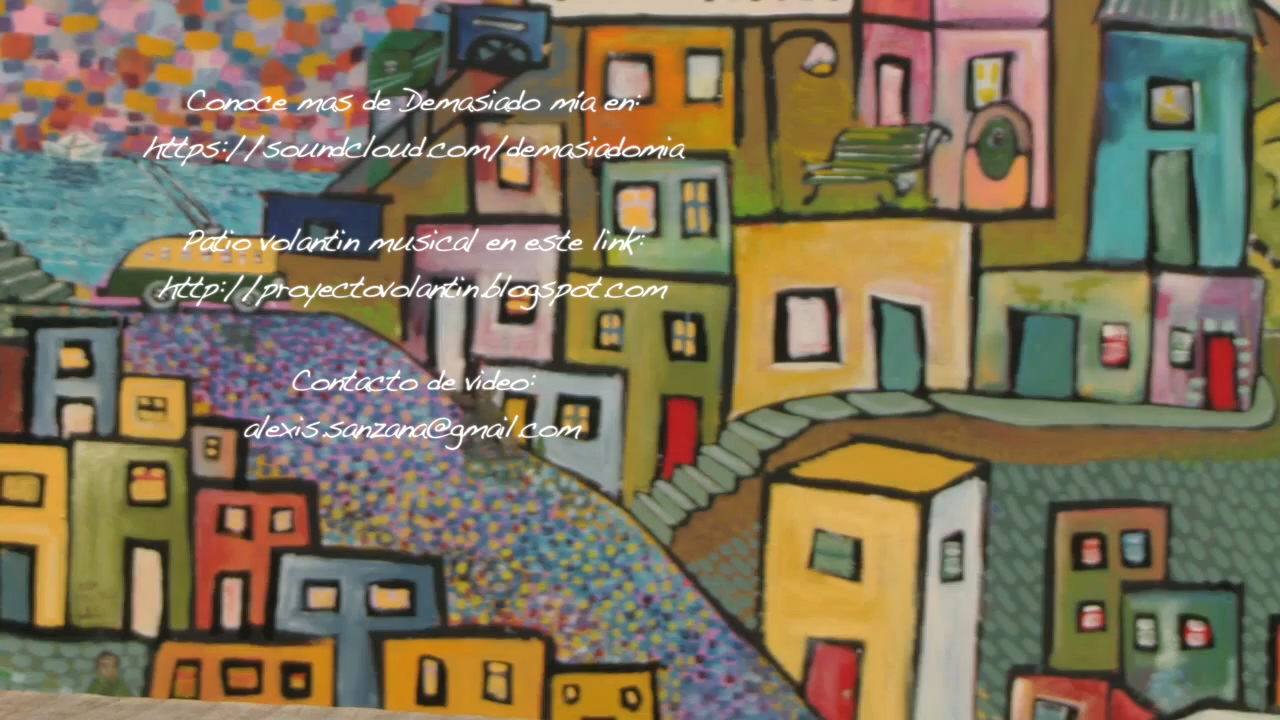 Conoce mas de Demasiado mía en:
https://soundcloud.com/demasiadomia
Patio volantin musical en este link:
http://proyectovolantin.blogspot.com
Contacto de video:
alexis.sanzana@gmail.com